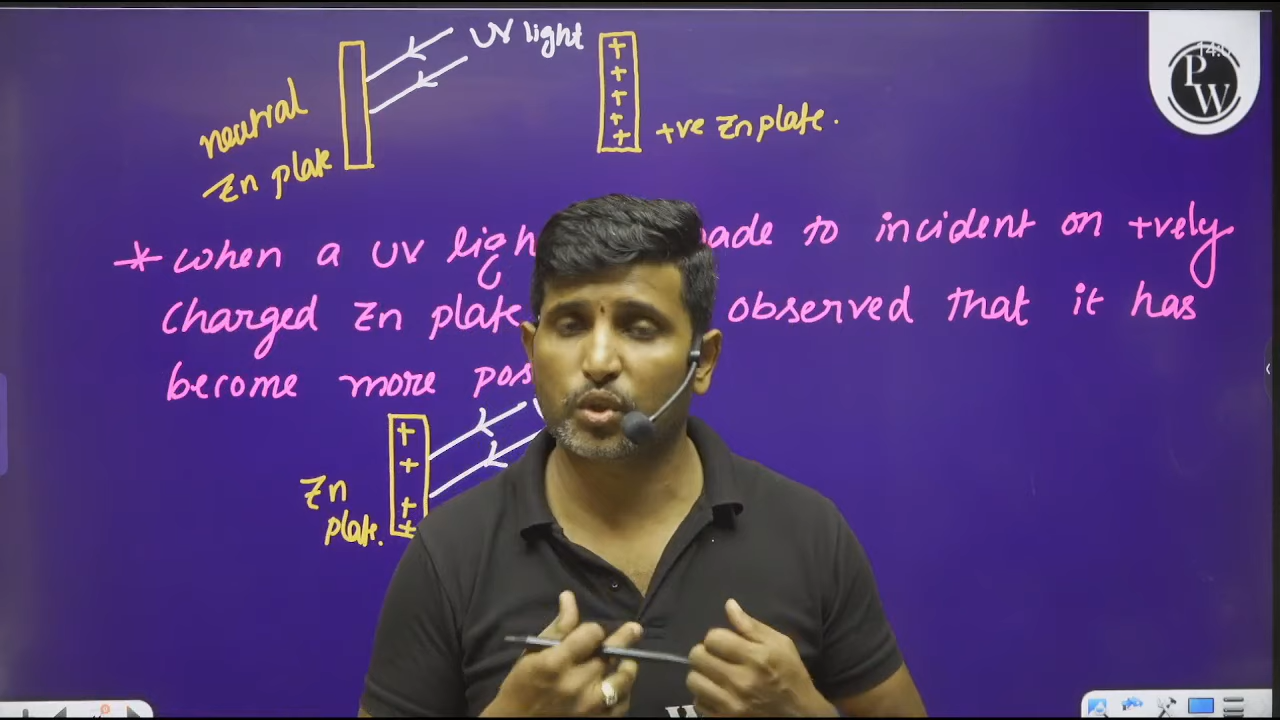 UV light
neutral
Zn plate
+ + + + +
+ve Zn plate.
* when a UV ligh ade to incident on +vely
charged Zn plate observed that it has
become more pos
+ + + +
Zn
plate.
PW